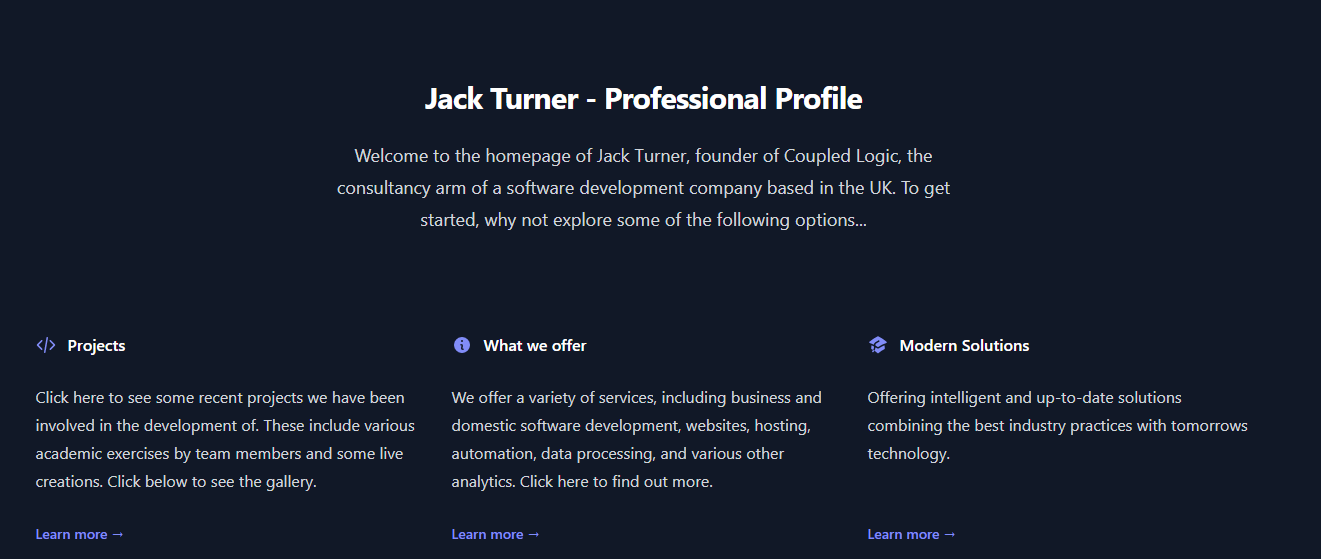 Jack Turner - Professional Profile
Welcome to the homepage of Jack Turner, founder of Coupled Logic, the
consultancy arm of a software development company based in the UK. To get
started, why not explore some of the following options...
Projects
Click here to see some recent projects we have been
involved in the development of. These include various
academic exercises by team members and some live
creations. Click below to see the gallery.
Learn more →
What we offer
We offer a variety of services, including business and
domestic software development, websites, hosting,
automation, data processing, and various other
analytics. Click here to find out more.
Learn more →
Modern Solutions
Offering intelligent and up-to-date solutions
combining the best industry practices with tomorrows
technology.
Learn more →